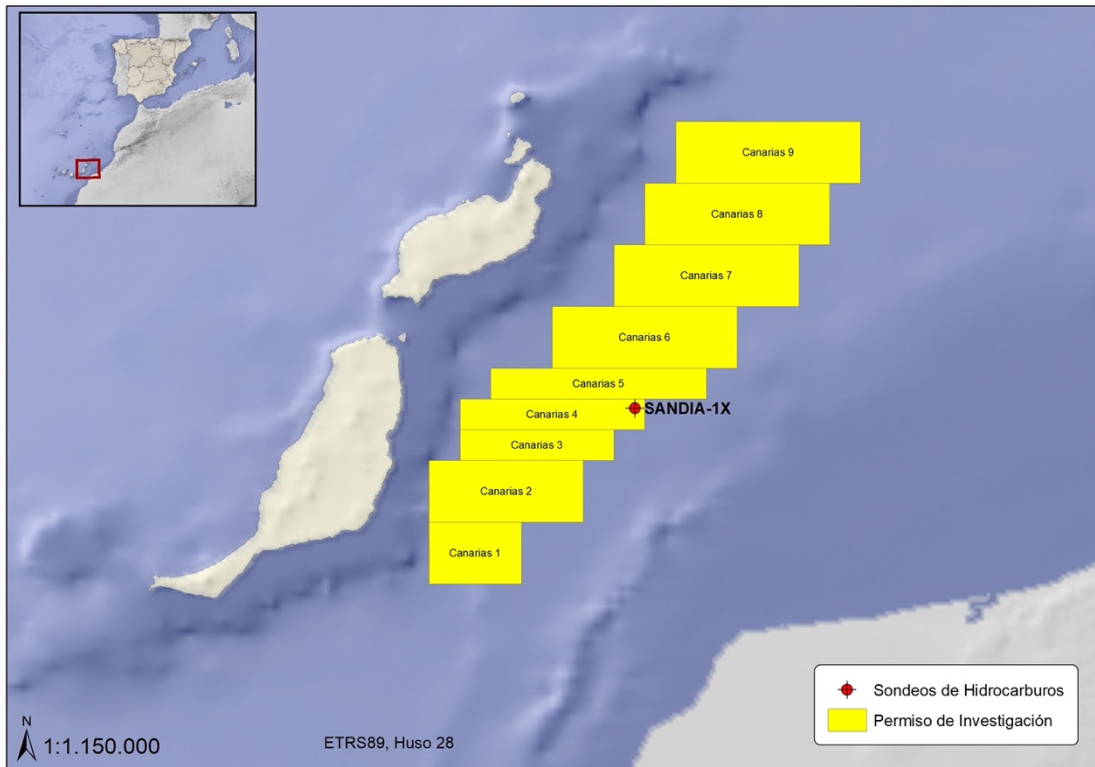 Canarias 9
Canarias 8
Canarias 7
Canarias 6
Canarias 5
Canarias 4
SANDIA-1X
Canarias 3
Canarias 2
Canarias 1
Sondeos de Hidrocarburos
Permiso de Investigación
N
1:1.150.000
ETRS89, Huso 28